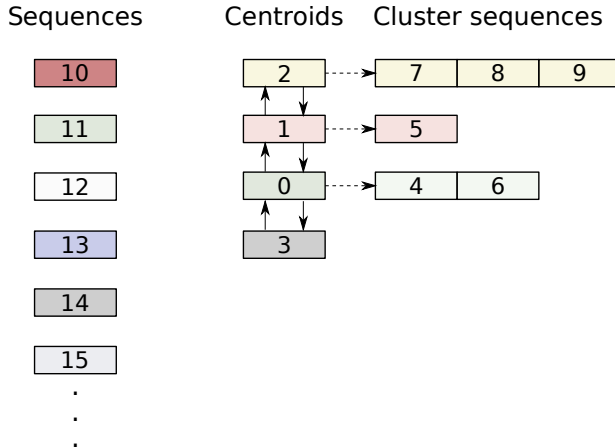 Sequences Centroids Cluster sequences
10 2 7 8 9
11 1 5
12 0 4 6
13 3
14
15
.
.
.